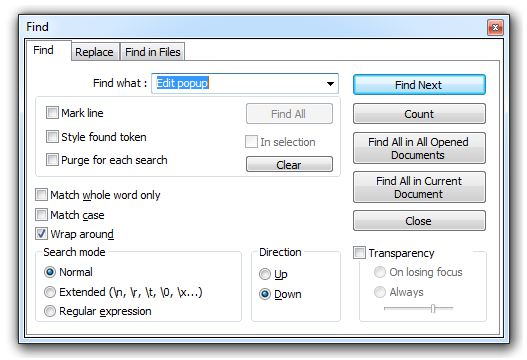 Find
Find Replace Find in Files
Find what : Edit popup Find Next
Mark line Find All Count
Style found token In selection Find All in All Opened
Documents
Purge for each search Clear
Find All in Current
Document
Match whole word only
Match case Close
Wrap around
Search mode Direction Transparency
Normal Up On losing focus
Extended (\n, \r, \t, \0, \x...) Down Always
Regular expression